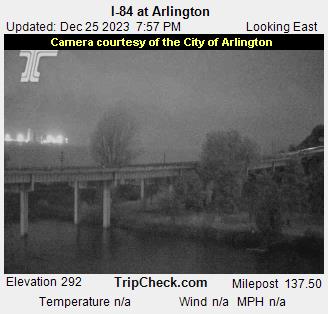 I-84 at Arlington
Updated: Dec 25 2023 7:57 PM Looking East
Camera courtesy of the City of Arlington
Elevation 292 TripCheck.com Milepost 137.50
Temperature n/a Wind n/a MPH n/a